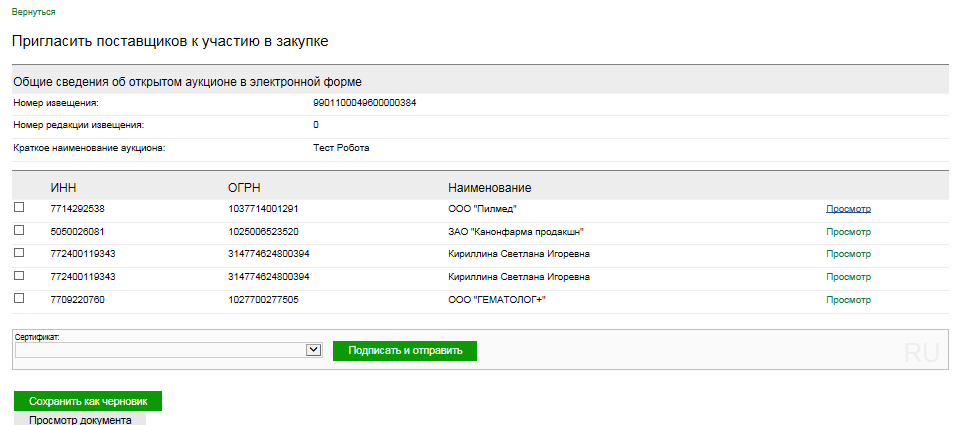 Вернуться
Пригласить поставщиков к участию в закупке
Общие сведения об открытом аукционе в электронной форме
Номер извещения: 9901100049600000384
Номер редакции извещения: 0
Краткое наименование аукциона: Тест Робота
ИНН ОГРН Наименование
7714292538 1037714001291 ООО "Пилмед" Просмотр
5050026081 1025006523520 ЗАО "Канонфарма продакшн" Просмотр
772400119343 314774624800394 Кириллина Светлана Игоревна Просмотр
772400119343 314774624800394 Кириллина Светлана Игоревна Просмотр
7709220760 1027700277505 ООО "ГЕМАТОЛОГ+" Просмотр
Сертификат:
Подписать и отправить RU
Сохранить как черновик
Просмотр документа